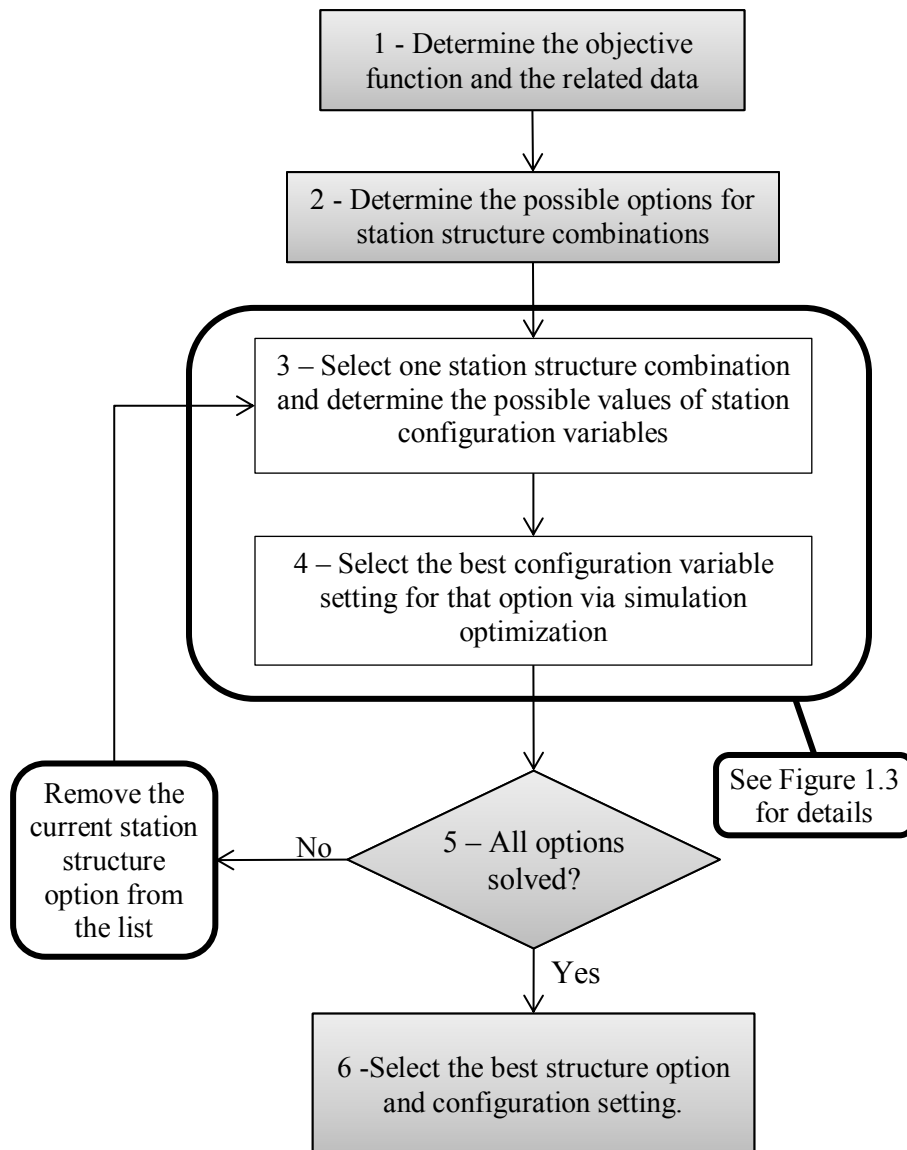 1 - Determine the objective
function and the related data
2 - Determine the possible options for
station structure combinations
3 – Select one station structure combination
and determine the possible values of station
configuration variables
4 – Select the best configuration variable
setting for that option via simulation
optimization
See Figure 1.3
for details
5 – All options
solved?
No
Remove the
current station
structure
option from
the list
Yes
6 -Select the best structure option
and configuration setting.